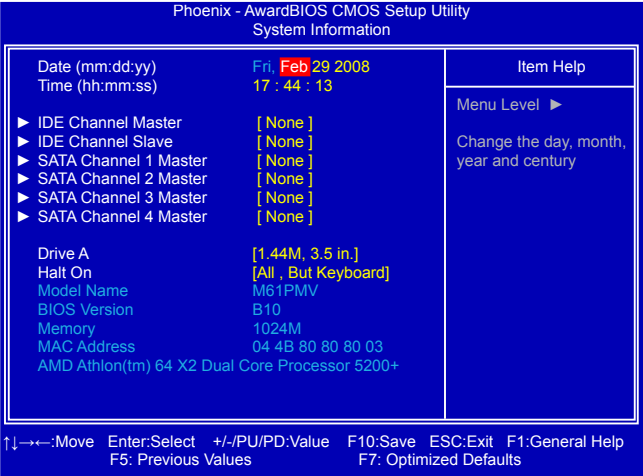 Phoenix - AwardBIOS CMOS Setup Utility
System Information
Date (mm:dd:yy) Fri, Feb 29 2008
Time (hh:mm:ss) 17 : 44 : 13
► IDE Channel Master [ None ]
► IDE Channel Slave [ None ]
► SATA Channel 1 Master [ None ]
► SATA Channel 2 Master [ None ]
► SATA Channel 3 Master [ None ]
► SATA Channel 4 Master [ None ]
Drive A [1.44M, 3.5 in.]
Halt On [All , But Keyboard]
Model Name M61PMV
BIOS Version B10
Memory 1024M
MAC Address 04 4B 80 80 80 03
AMD Athlon(tm) 64 X2 Dual Core Processor 5200+
Item Help
Menu Level ►
Change the day, month,
year and century
↑↓→←:Move Enter:Select +/-/PU/PD:Value F10:Save ESC:Exit F1:General Help
F5: Previous Values F7: Optimized Defaults